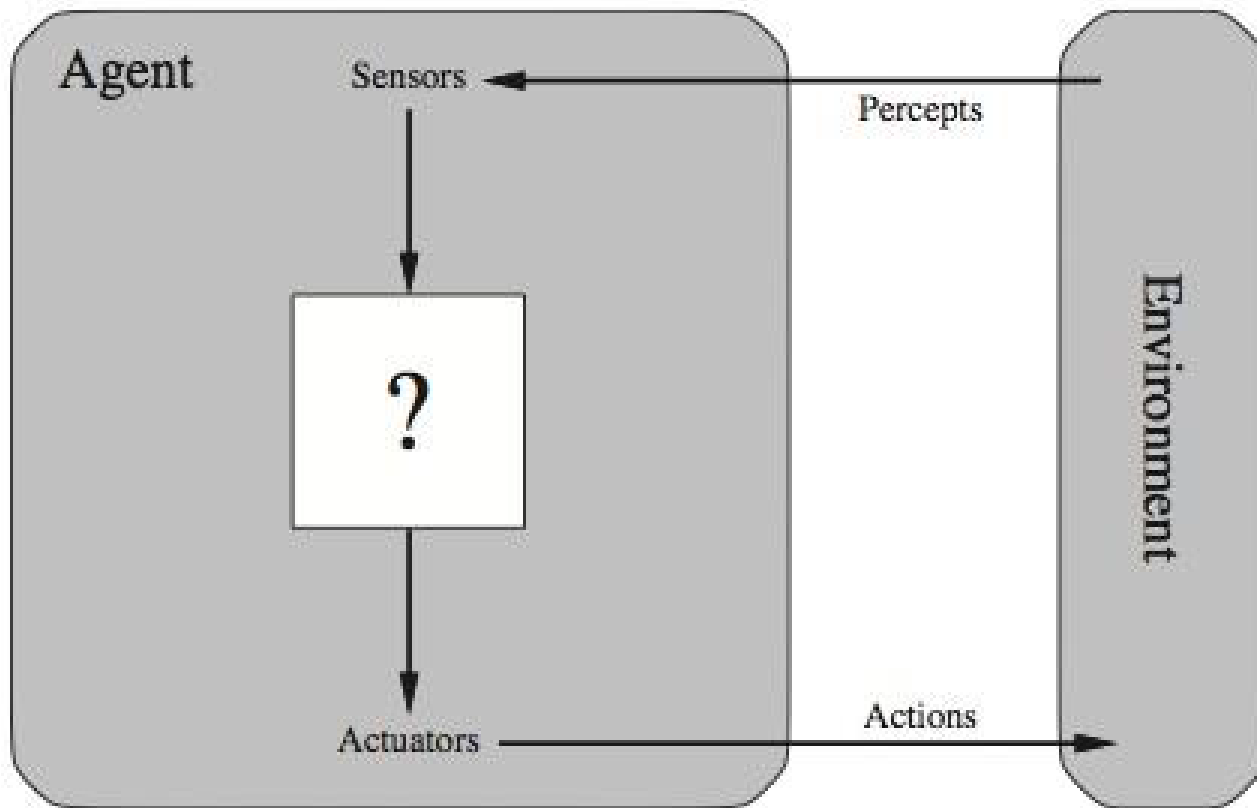 Agent
Sensors
Percepts
?
Environment
Actions
Actuators